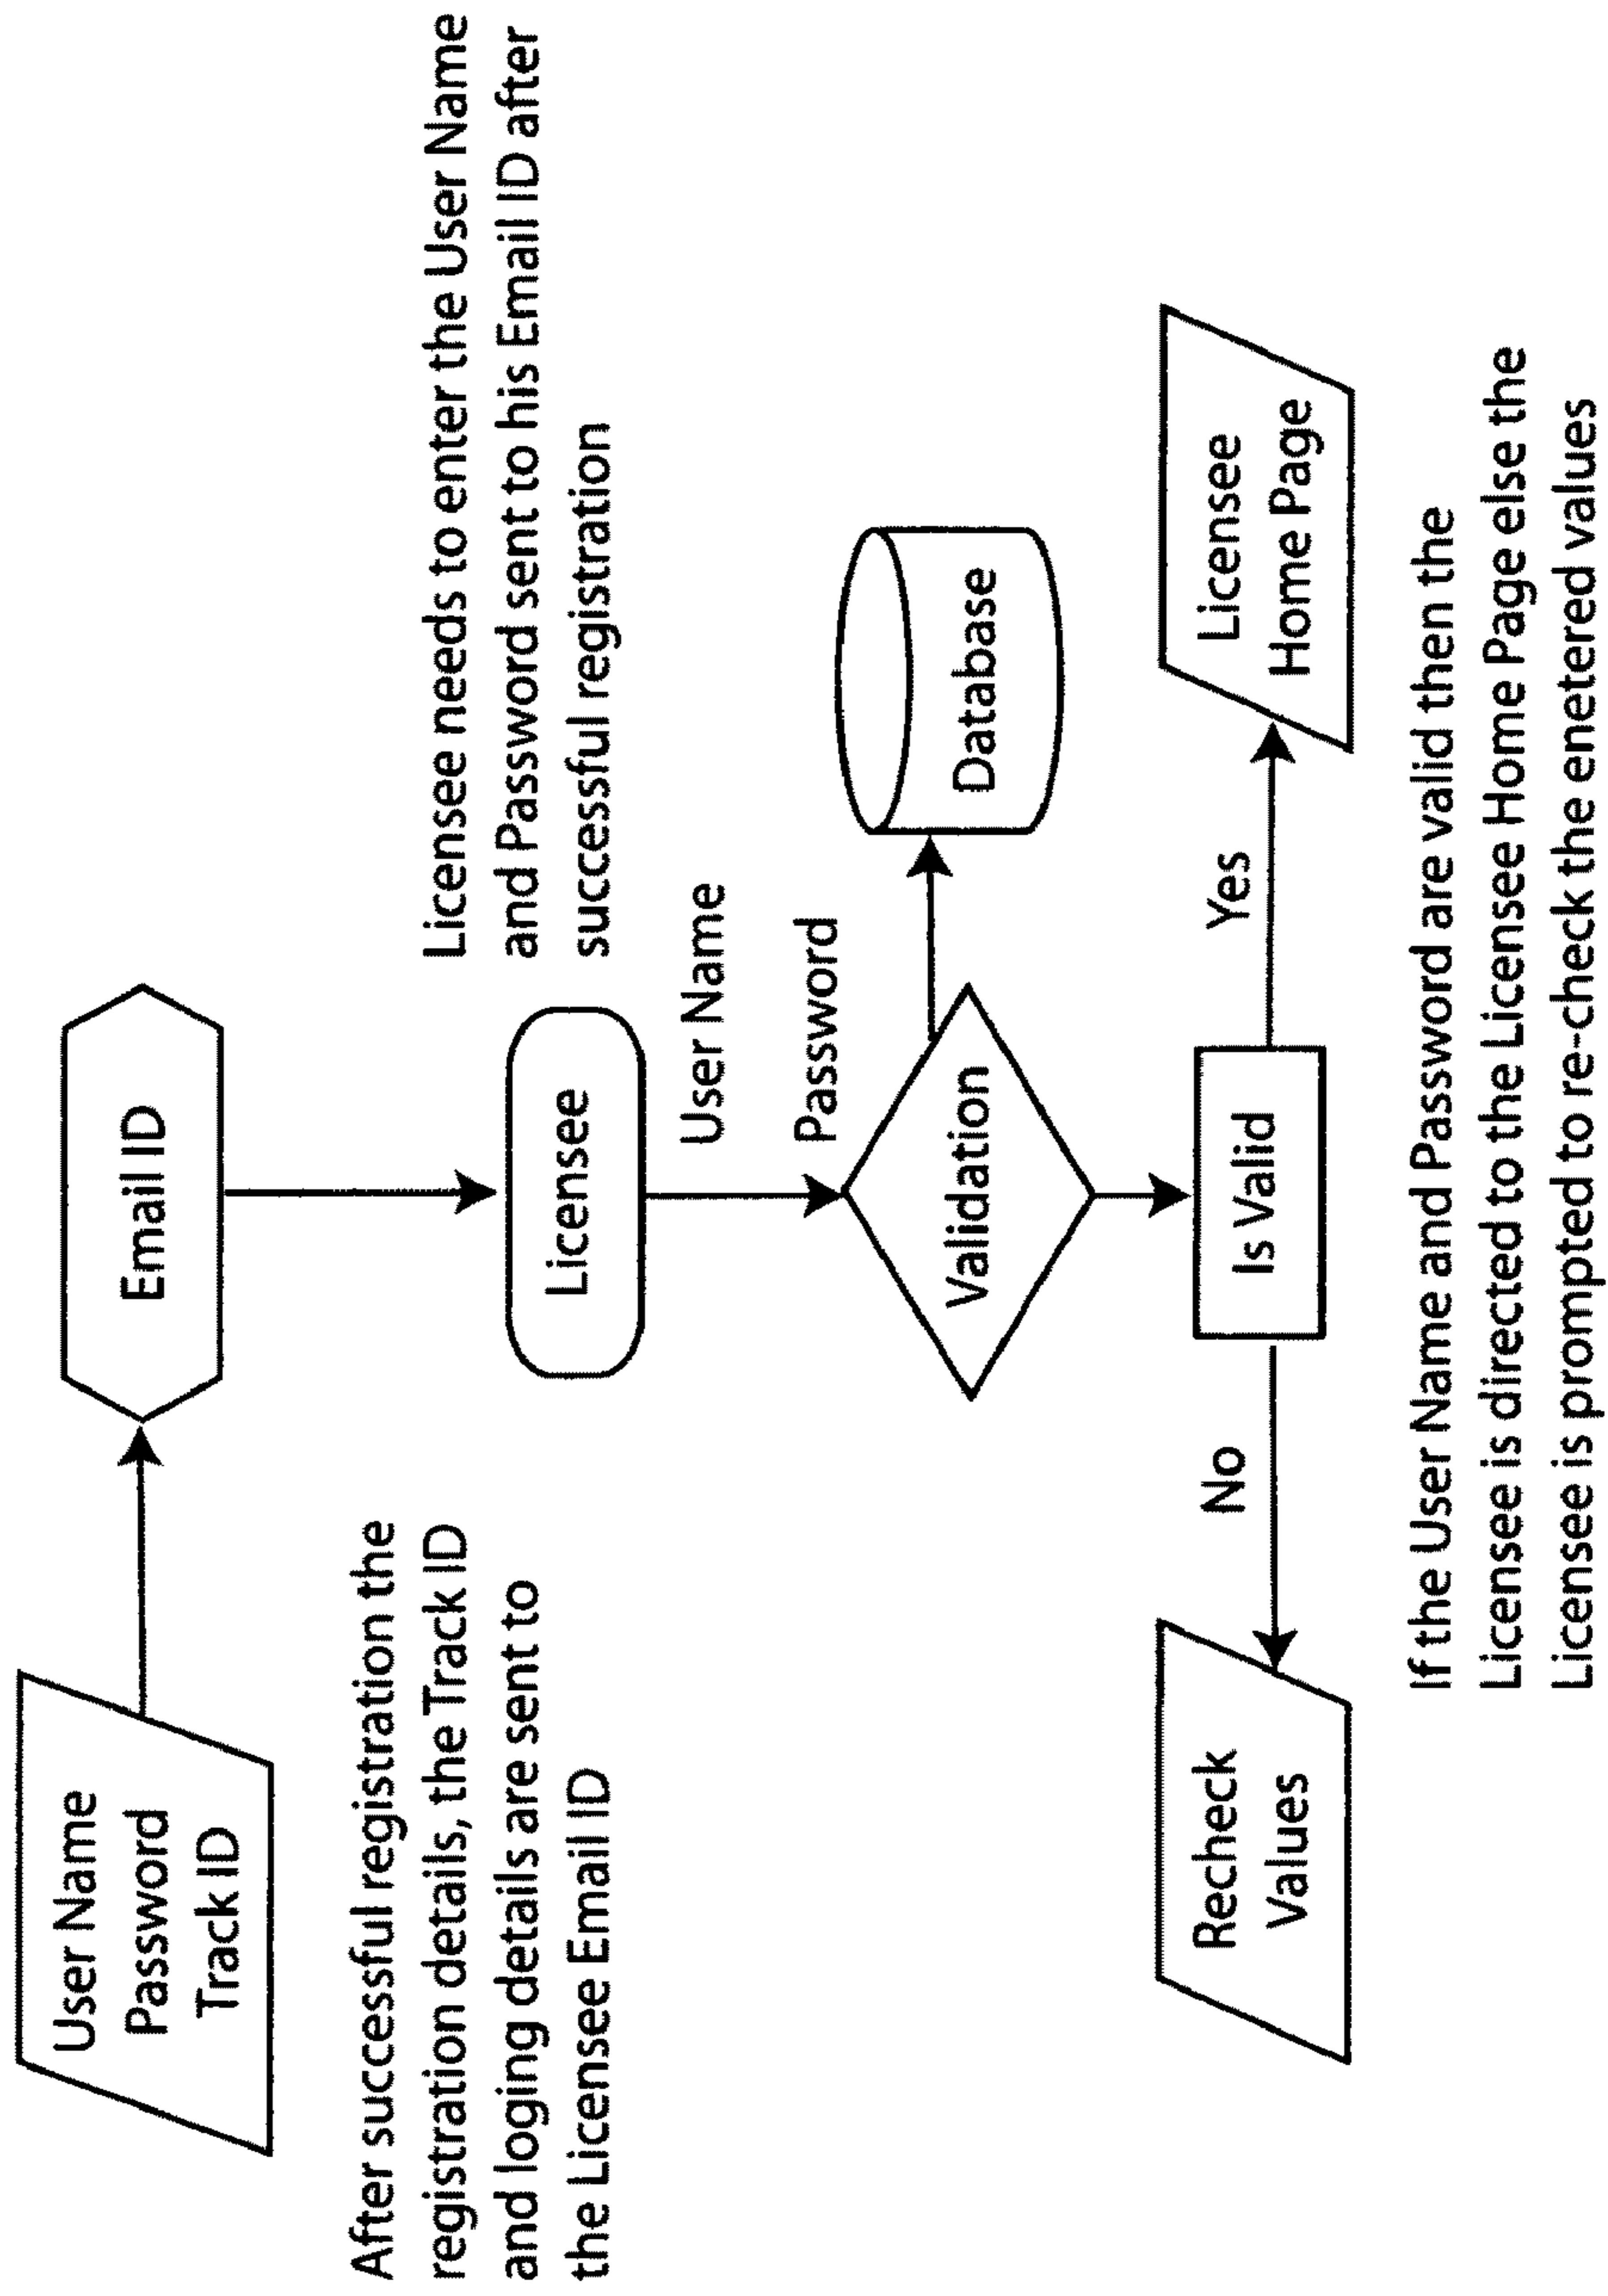 User Name
Password
Track ID
Email ID
After successful registration the
registration details, the Track ID
and loging details are sent to
the Licensee Email ID
Licensee needs to enter the User Name
and Password sent to his Email ID after
successful registration
Licensee
User Name
Password
Validation
Database
No
Is Valid
Yes
Recheck
Values
Licensee
Home Page
If the User Name and Password are valid then the
Licensee is directed to the Licensee Home Page else the
Licensee is prompted to re-check the enetered values